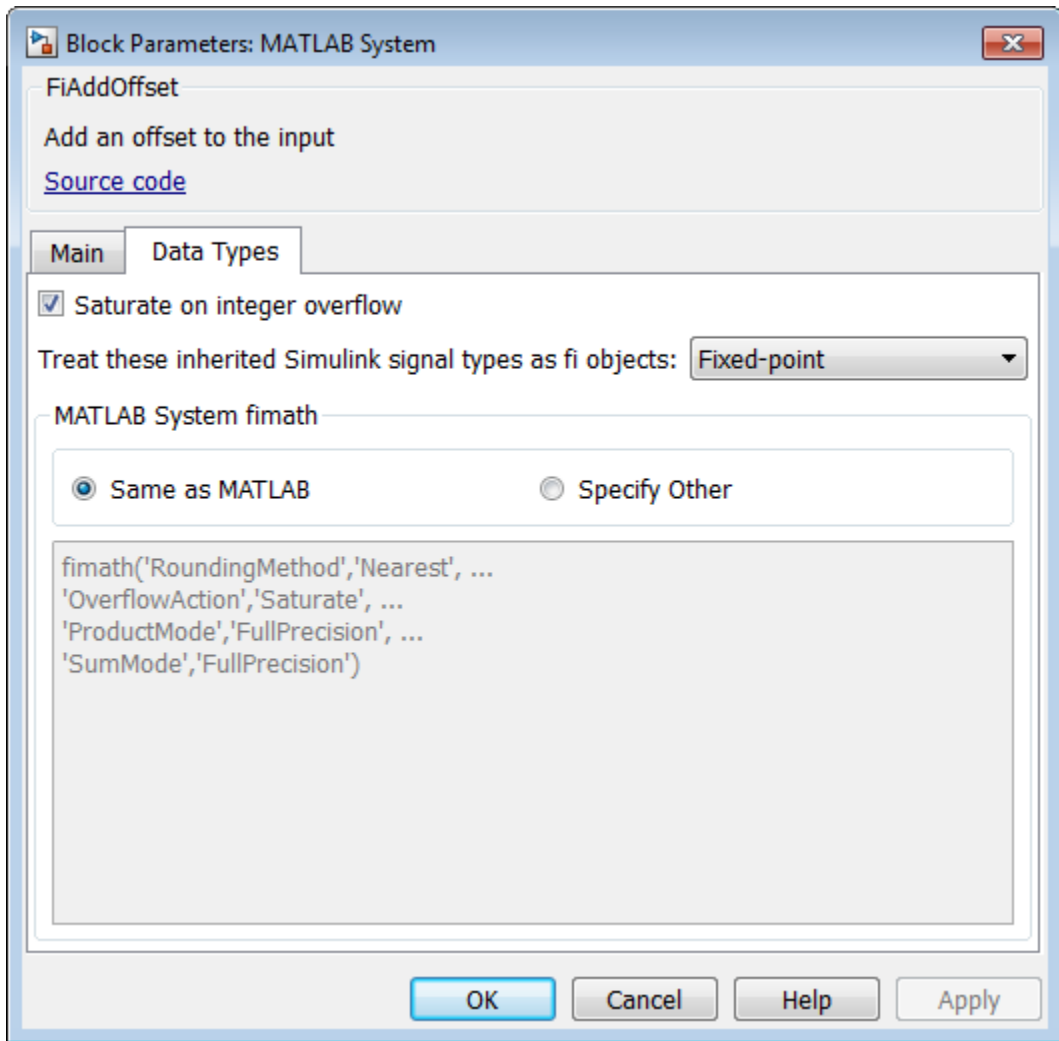 Block Parameters: MATLAB System
FiAddOffset
Add an offset to the input
Source code
Main Data Types
Saturate on integer overflow
Treat these inherited Simulink signal types as fi objects: Fixed-point
MATLAB System fimath
Same as MATLAB Specify Other
fimath('RoundingMethod','Nearest', ...
'OverflowAction','Saturate', ...
'ProductMode','FullPrecision', ...
'SumMode','FullPrecision')
OK Cancel Help Apply